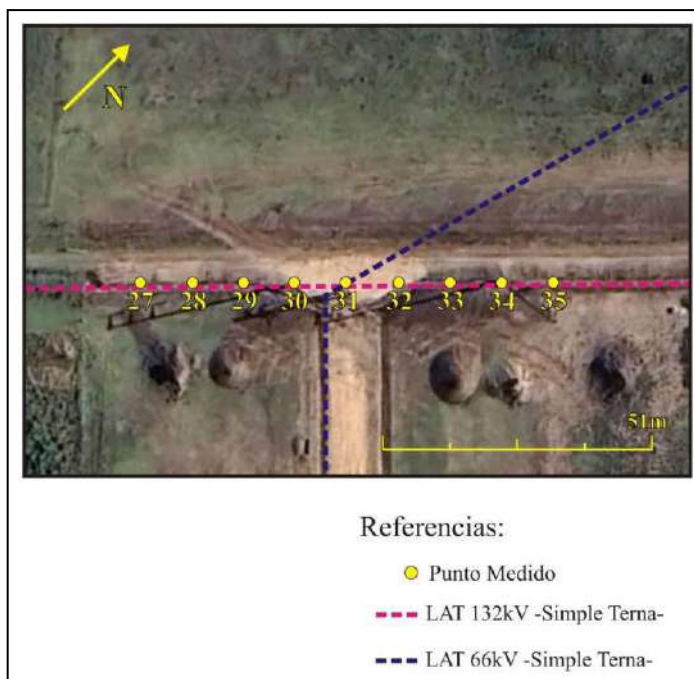 N
27 28 29 30 31 32 33 34 35
51m
Referencias:
Punto Medido
LAT 132kV -Simple Terna-
LAT 66kV -Simple Terna-